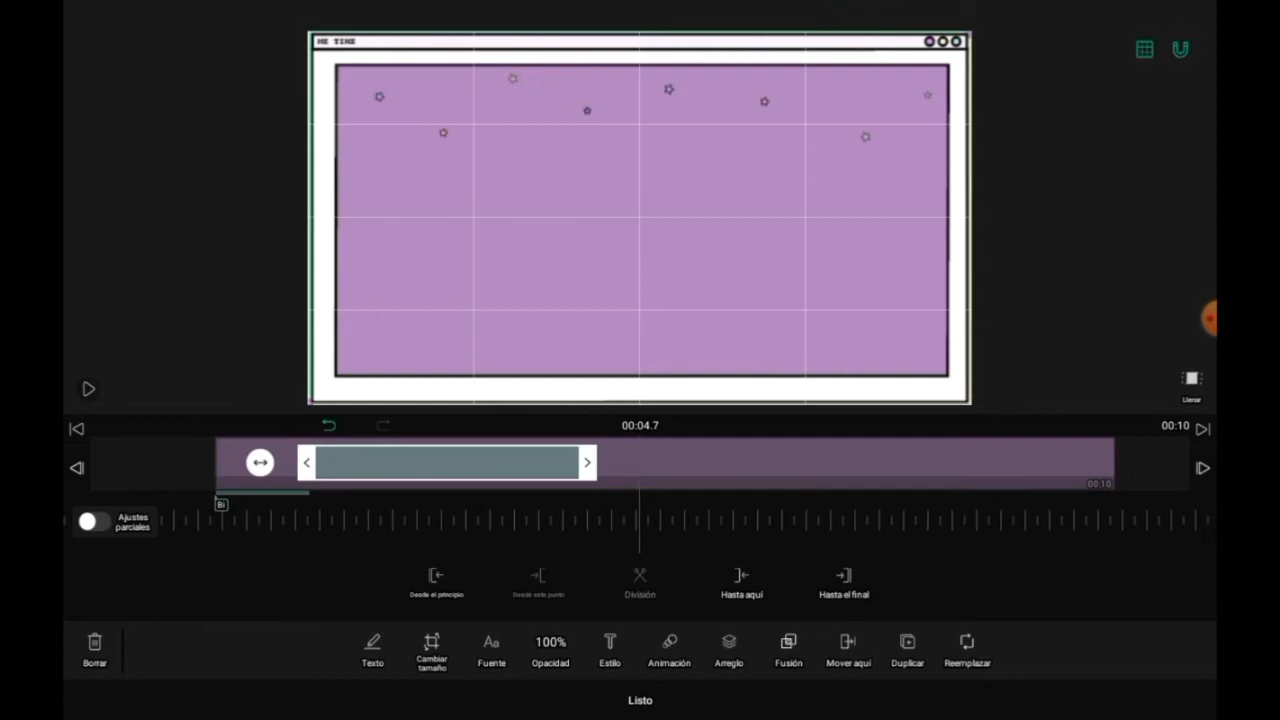 ME TIME
Llenar
00:04.7
00:10
00:10
Bi
Ajustes
parciales
Desde el principio
Desde este punto
División
Hasta aquí
Hasta el final
Borrar
Texto
Cambiar
tamaño
Aa
Fuente
100%
Opacidad
Estilo
Animación
Arreglo
Fusión
Mover aquí
Duplicar
Reemplazar
Listo